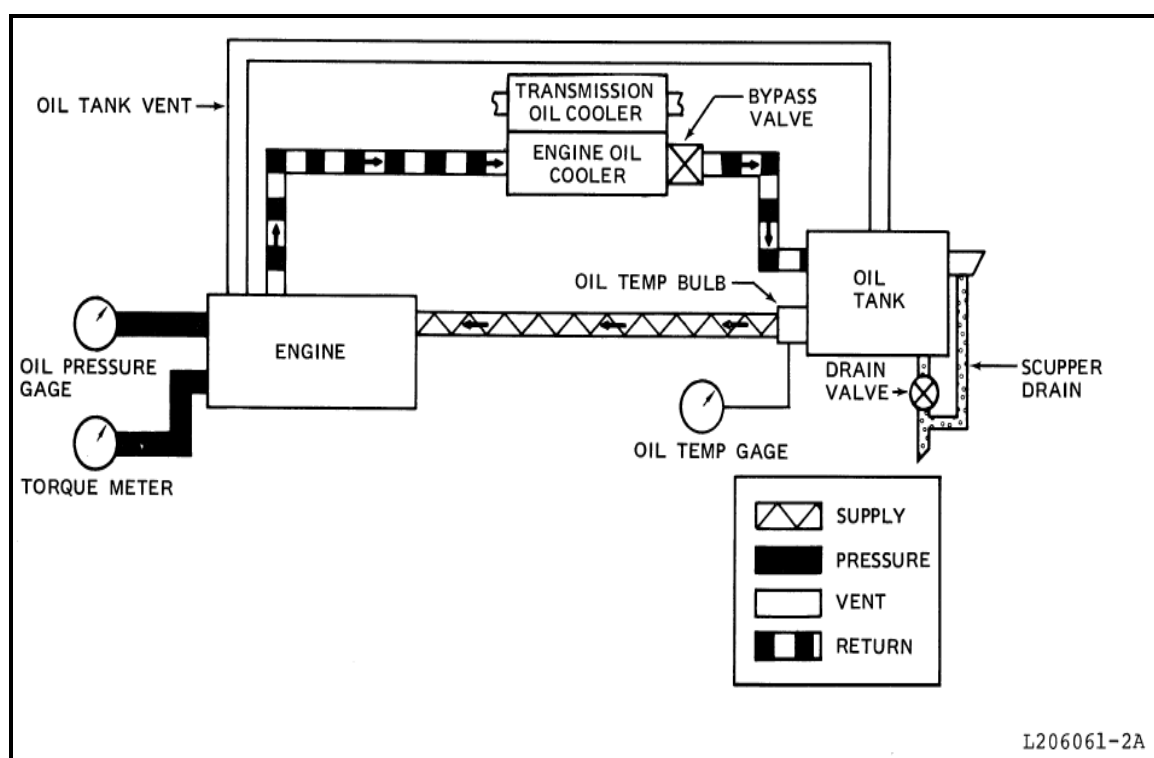 OIL TANK VENT
TRANSMISSION
OIL COOLER
BYPASS
VALVE
ENGINE OIL
COOLER
OIL TEMP BULB
OIL
TANK
ENGINE
OIL PRESSURE
GAGE
DRAIN
VALVE
SCUPPER
DRAIN
TORQUE METER
OIL TEMP GAGE
SUPPLY
PRESSURE
VENT
RETURN
L206061-2A